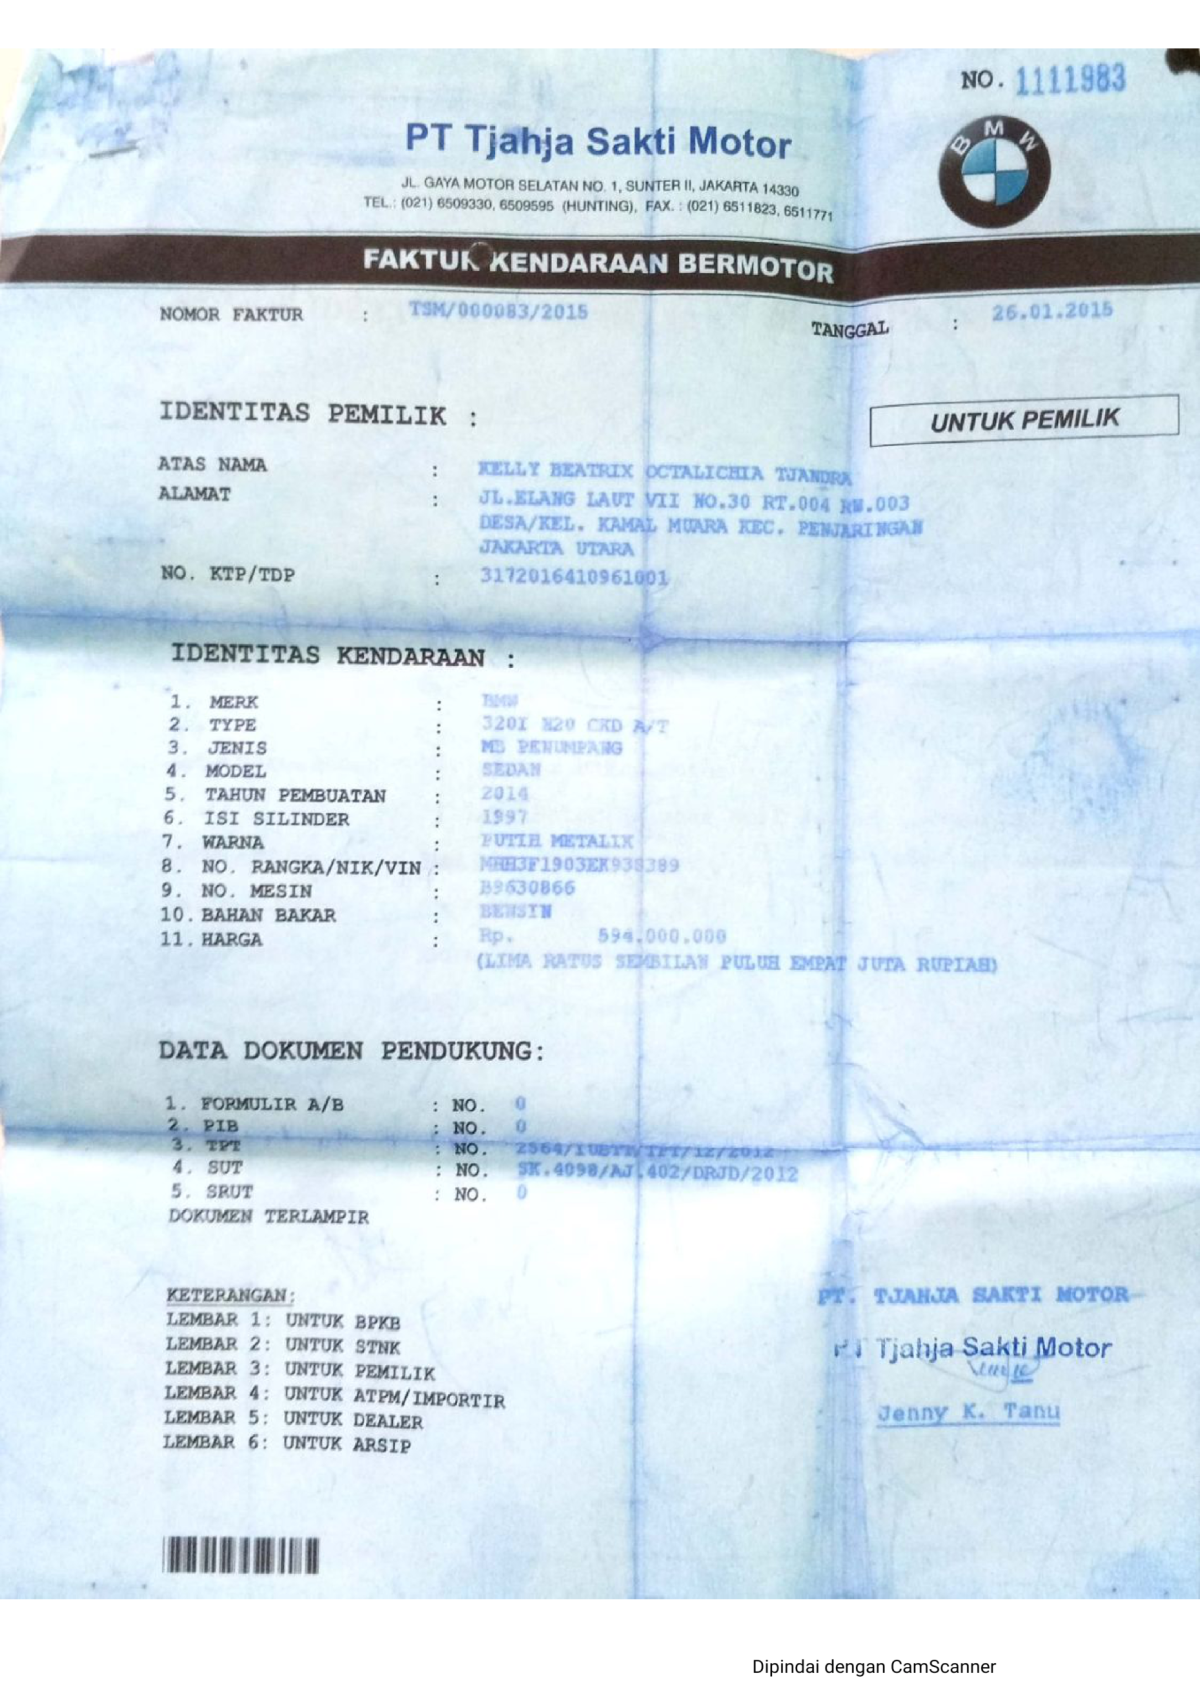 NO. 1111983
BMW
PT Tjahja Sakti Motor
JL. GAYA MOTOR SELATAN NO. 1, SUNTER II, JAKARTA 14330
TEL.: (021) 6509330, 6509595 (HUNTING), FAX. : (021) 6511823, 6511771
FAKTUR KENDARAAN BERMOTOR
NOMOR FAKTUR : TSM/000083/2015 TANGGAL : 26.01.2015
IDENTITAS PEMILIK :
UNTUK PEMILIK
ATAS NAMA : KELLY BEATRIX OCTALICHIA TJANDRA
ALAMAT : JL.ELANG LAUT VII NO.30 RT.004 RW.003
DESA/KEL. KAMAL MUARA KEC. PENJARINGAN
JAKARTA UTARA
NO. KTP/TDP : 3172016410961001
IDENTITAS KENDARAAN :
1. MERK : BMW
2. TYPE : 320I N20 CKD A/T
3. JENIS : MB PENUMPANG
4. MODEL : SEDAN
5. TAHUN PEMBUATAN : 2014
6. ISI SILINDER : 1997
7. WARNA : PUTIH METALIK
8. NO. RANGKA/NIK/VIN :
9. NO. MESIN : B9630866
10. BAHAN BAKAR : BENSIN
11. HARGA : Rp. 594.000.000
(LIMA RATUS SEMBILAN PULUH EMPAT JUTA RUPIAH)
DATA DOKUMEN PENDUKUNG:
1. FORMULIR A/B : NO. 0
2. PIB : NO. 0
3. TPT : NO.
4. SUT : NO. SK.4098/AJ.402/DRJD/2012
5. SRUT : NO. 0
DOKUMEN TERLAMPIR
KETERANGAN:
LEMBAR 1: UNTUK BPKB
LEMBAR 2: UNTUK STNK
LEMBAR 3: UNTUK PEMILIK
LEMBAR 4: UNTUK ATPM/IMPORTIR
LEMBAR 5: UNTUK DEALER
LEMBAR 6: UNTUK ARSIP
PT. TJAHJA SAKTI MOTOR
PT Tjahja Sakti Motor
Jenny K. Tanu
Dipindai dengan CamScanner